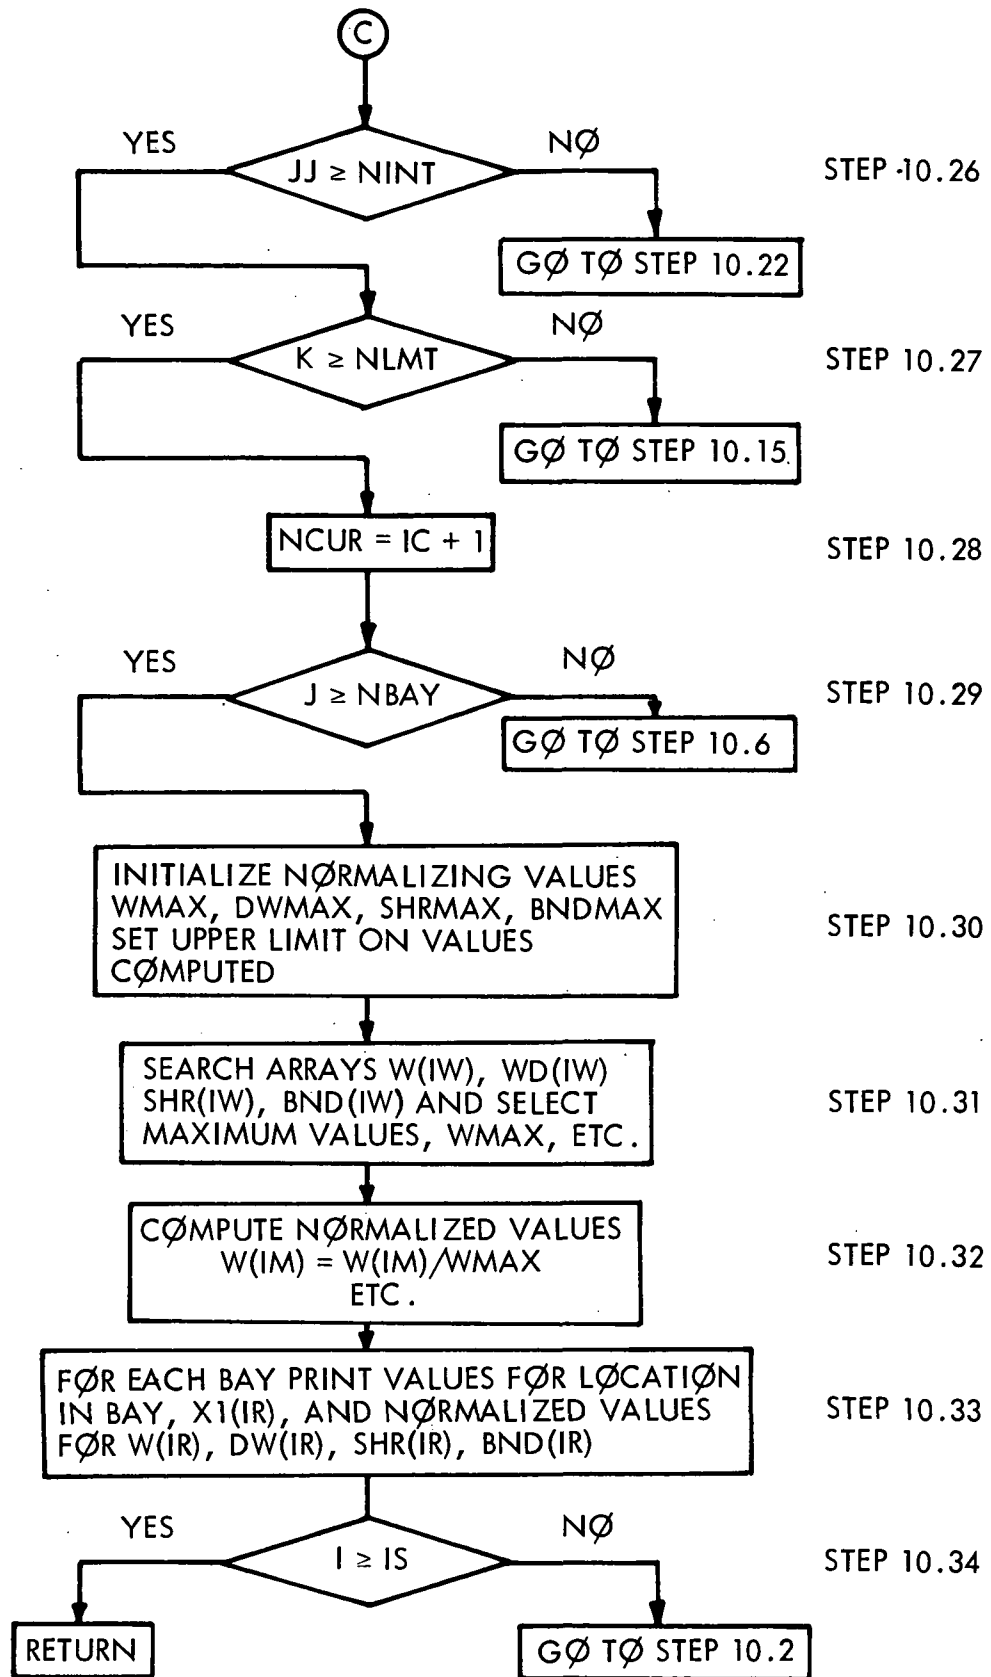 C
YES
NØ
JJ ≥ NINT
STEP 10.26
GØ TØ STEP 10.22
YES
NØ
K ≥ NLMT
STEP 10.27
GØ TØ STEP 10.15
NCUR = IC + 1
STEP 10.28
YES
NØ
J ≥ NBAY
STEP 10.29
GØ TØ STEP 10.6
INITIALIZE NØRMALIZING VALUES
WMAX, DWMAX, SHRMAX, BNDMAX
SET UPPER LIMIT ON VALUES
CØMPUTED
STEP 10.30
SEARCH ARRAYS W(IW), WD(IW)
SHR(IW), BND(IW) AND SELECT
MAXIMUM VALUES, WMAX, ETC.
STEP 10.31
CØMPUTE NØRMALIZED VALUES
W(IM) = W(IM)/WMAX
ETC.
STEP 10.32
FØR EACH BAY PRINT VALUES FØR LØCATIØN
IN BAY, X1(IR), AND NØRMALIZED VALUES
FØR W(IR), DW(IR), SHR(IR), BND(IR)
STEP 10.33
YES
NØ
I ≥ IS
STEP 10.34
RETURN
GØ TØ STEP 10.2